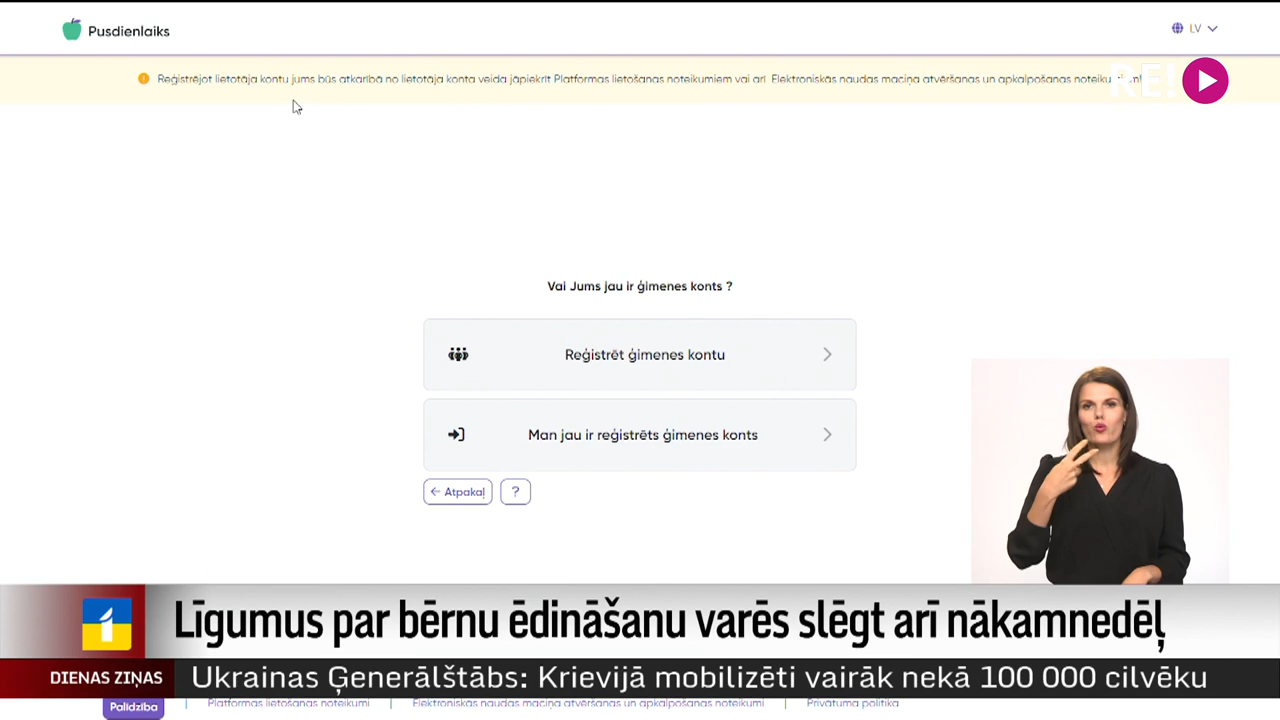 Pusdienlaiks
LV
Reģistrējot lietotāja kontu jums būs atkarībā no lietotāja konta veida jāpiekrīt Platformas lietošanas noteikumiem vai arī Elektroniskās naudas maciņa atvēršanas un apkalpošanas
RE!
Vai Jums jau ir ģimenes konts ?
Reģistrēt ģimenes kontu
Man jau ir reģistrēts ģimenes konts
← Atpakaļ ?
1
Līgumus par bērnu ēdināšanu varēs slēgt arī nākamnedēļ
DIENAS ZIŅAS Ukrainas Ģenerālštābs: Krievijā mobilizēti vairāk nekā 100 000 cilvēku
Palīdzība | Platformas lietošanas noteikumi | Elektroniskās naudas maciņa atvēršanas un apkalpošanas noteikumi | Privātuma politika